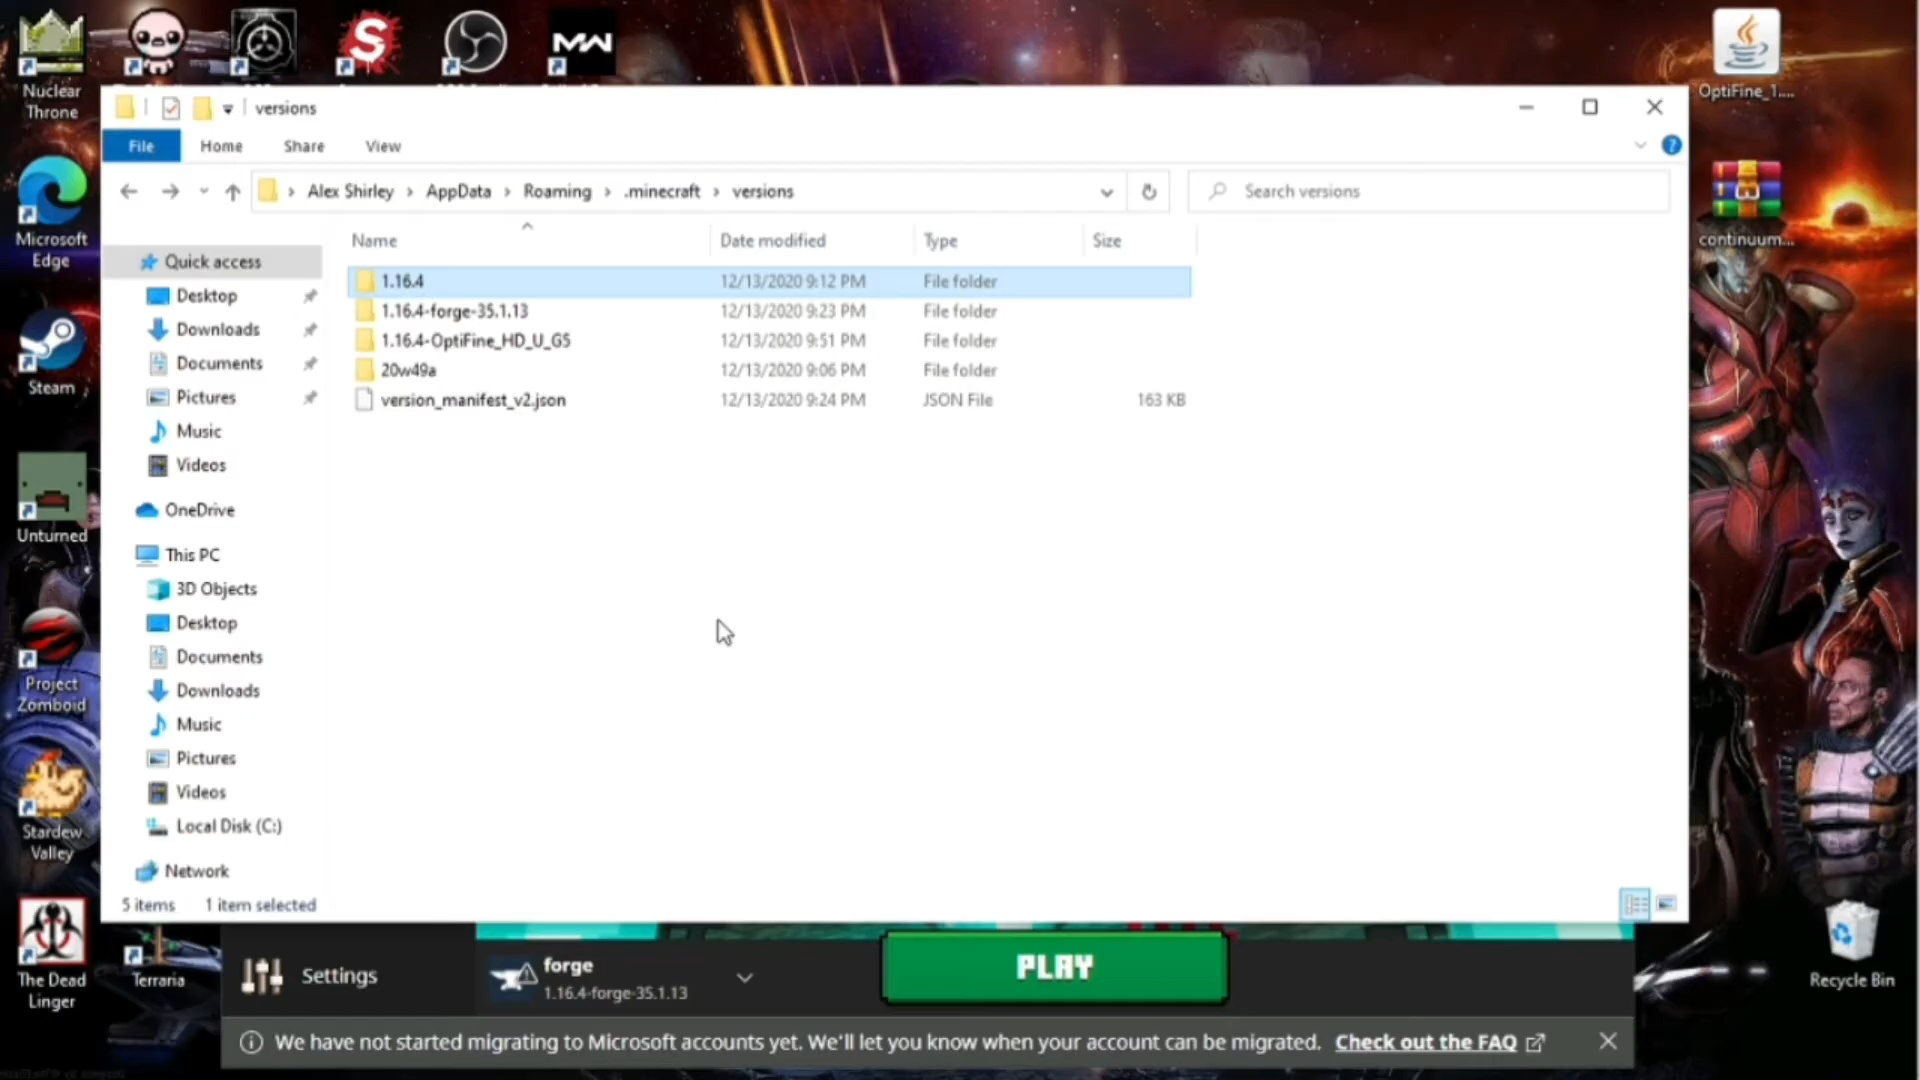 Nuclear
Throne
MW
OptiFine_1....
versions
File
Home
Share
View
Alex Shirley
AppData
Roaming
.minecraft
versions
Search versions
Name
Date modified
Type
Size
1.16.4
12/13/2020 9:12 PM
File folder
1.16.4-forge-35.1.13
12/13/2020 9:23 PM
File folder
1.16.4-OptiFine_HD_U_G5
12/13/2020 9:51 PM
File folder
20w49a
12/13/2020 9:06 PM
File folder
version_manifest_v2.json
12/13/2020 9:24 PM
JSON File
163 KB
Quick access
Desktop
Downloads
Documents
Pictures
Music
Videos
OneDrive
This PC
3D Objects
Desktop
Documents
Downloads
Music
Pictures
Videos
Local Disk (C:)
Network
5 items
1 item selected
Microsoft
Edge
Steam
Unturned
Project
Zomboid
Stardew
Valley
The Dead
Linger
Terraria
continuum...
Recycle Bin
Settings
forge
1.16.4-forge-35.1.13
PLAY
We have not started migrating to Microsoft accounts yet. We'll let you know when your account can be migrated. Check out the FAQ